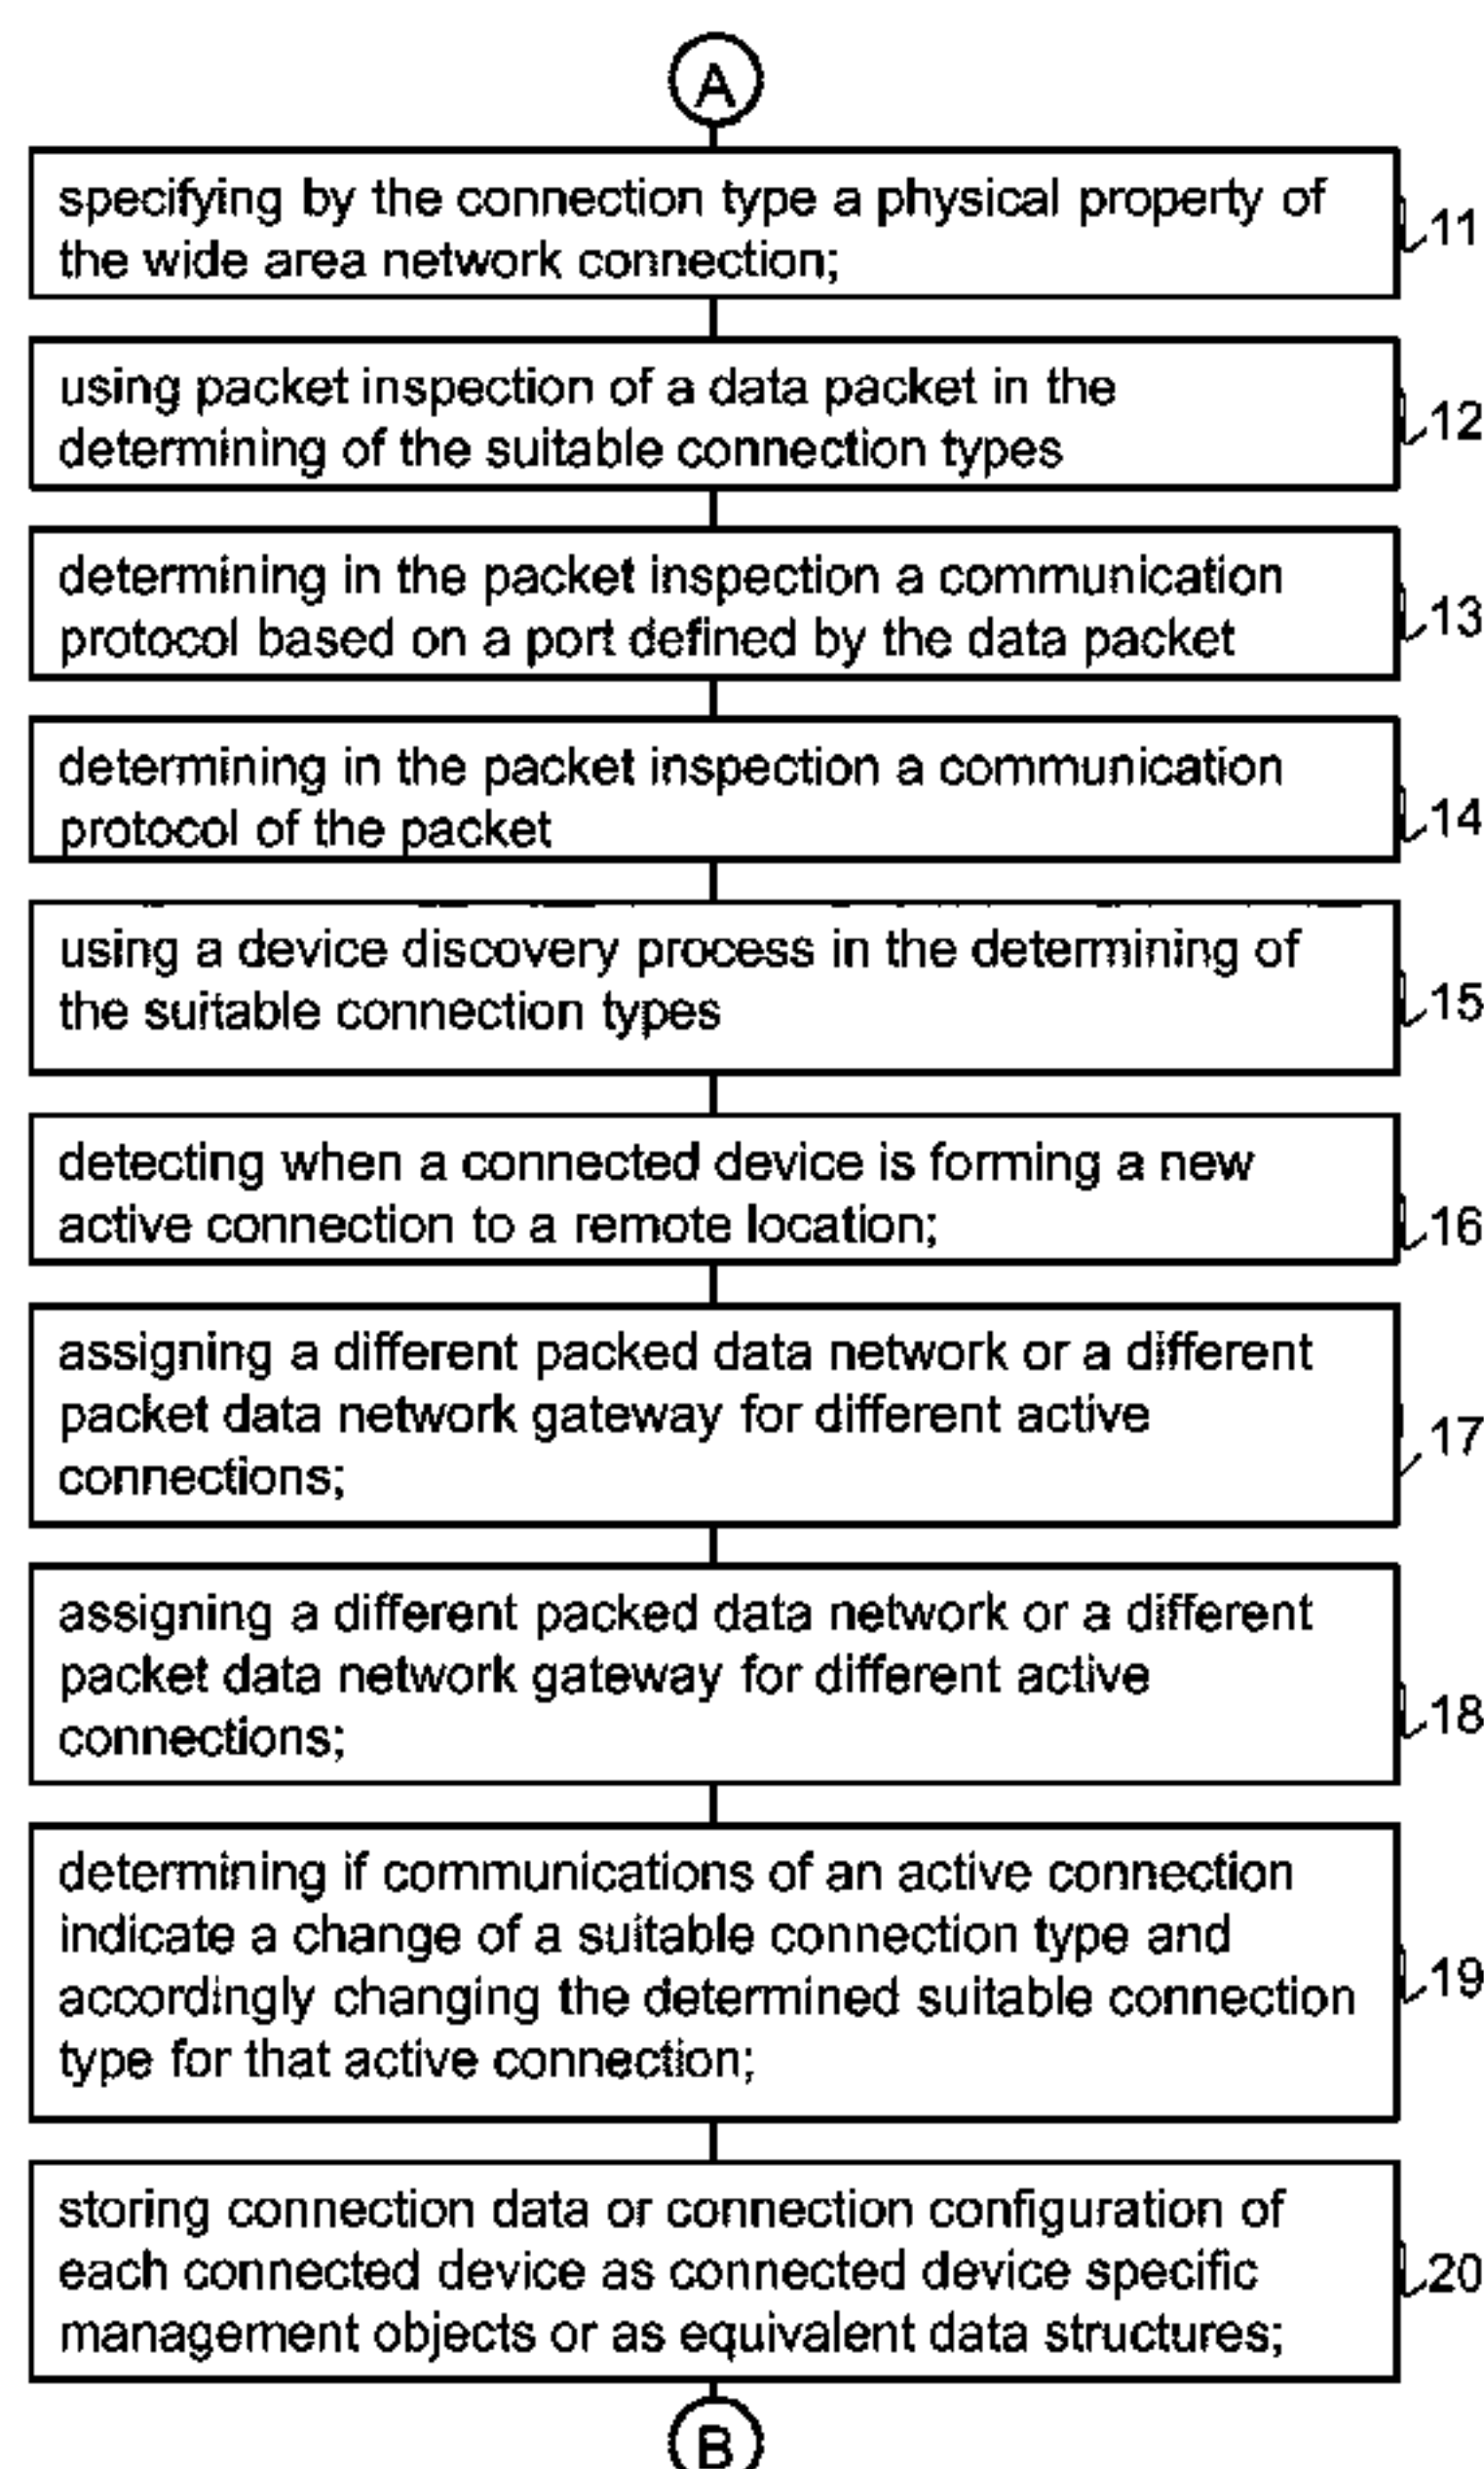 A
specifying by the connection type a physical property of
the wide area network connection;
11
using packet inspection of a data packet in the
determining of the suitable connection types
12
determining in the packet inspection a communication
protocol based on a port defined by the data packet
13
determining in the packet inspection a communication
protocol of the packet
14
using a device discovery process in the determining of
the suitable connection types
15
detecting when a connected device is forming a new
active connection to a remote location;
16
assigning a different packed data network or a different
packet data network gateway for different active
connections;
17
assigning a different packed data network or a different
packet data network gateway for different active
connections;
18
determining if communications of an active connection
indicate a change of a suitable connection type and
accordingly changing the determined suitable connection
type for that active connection;
19
storing connection data or connection configuration of
each connected device as connected device specific
management objects or as equivalent data structures;
20
B